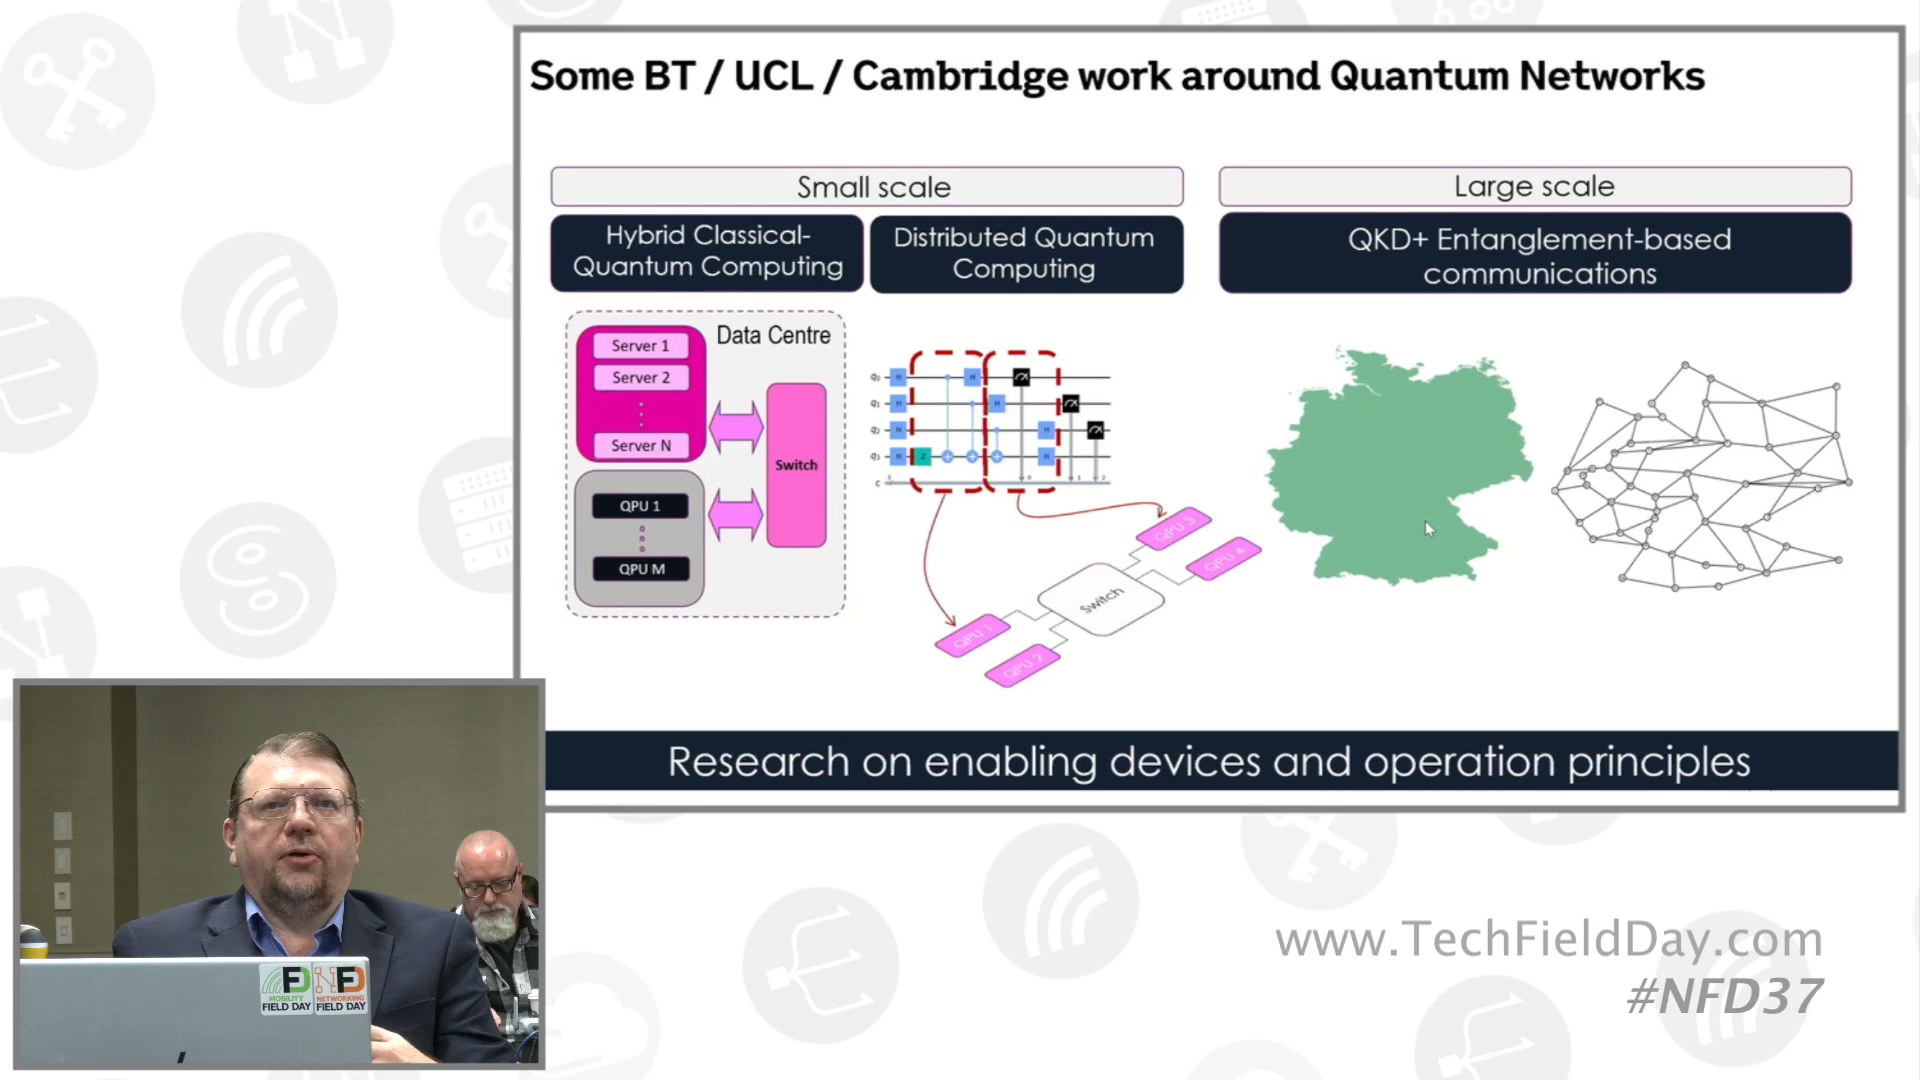 Some BT / UCL / Cambridge work around Quantum Networks
Small scale
Large scale
Hybrid Classical-
Quantum Computing
Distributed Quantum
Computing
QKD+ Entanglement-based
communications
Data Centre
Server 1
Server 2
Server N
Switch
QPU 1
QPU M
H
H
H
H
Z
H
H
H
H
C
QPU 3
QPU 4
Switch
QPU 1
QPU 2
Research on enabling devices and operation principles
FD
MOBILITY
FIELD DAY
NFD
NETWORKING
FIELD DAY
www.TechFieldDay.com
#NFD37